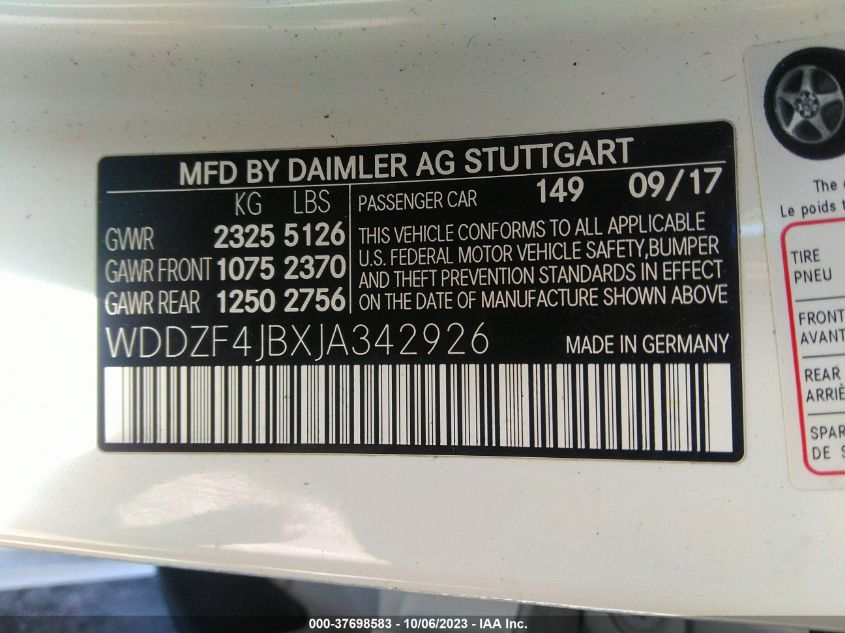 MFD BY DAIMLER AG STUTTGART
KG LBS
GVWR 2325 5126
GAWR FRONT 1075 2370
GAWR REAR 1250 2756
PASSENGER CAR 149 09/17
THIS VEHICLE CONFORMS TO ALL APPLICABLE
U.S. FEDERAL MOTOR VEHICLE SAFETY,BUMPER
AND THEFT PREVENTION STANDARDS IN EFFECT
ON THE DATE OF MANUFACTURE SHOWN ABOVE
WDDZF4JBXJA342926 MADE IN GERMANY
The
Le poids
TIRE
PNEU
FRONT
AVANT
REAR
ARRIÈ
SPAR
DE S
000-37698583 - 10/06/2023 - IAA Inc.